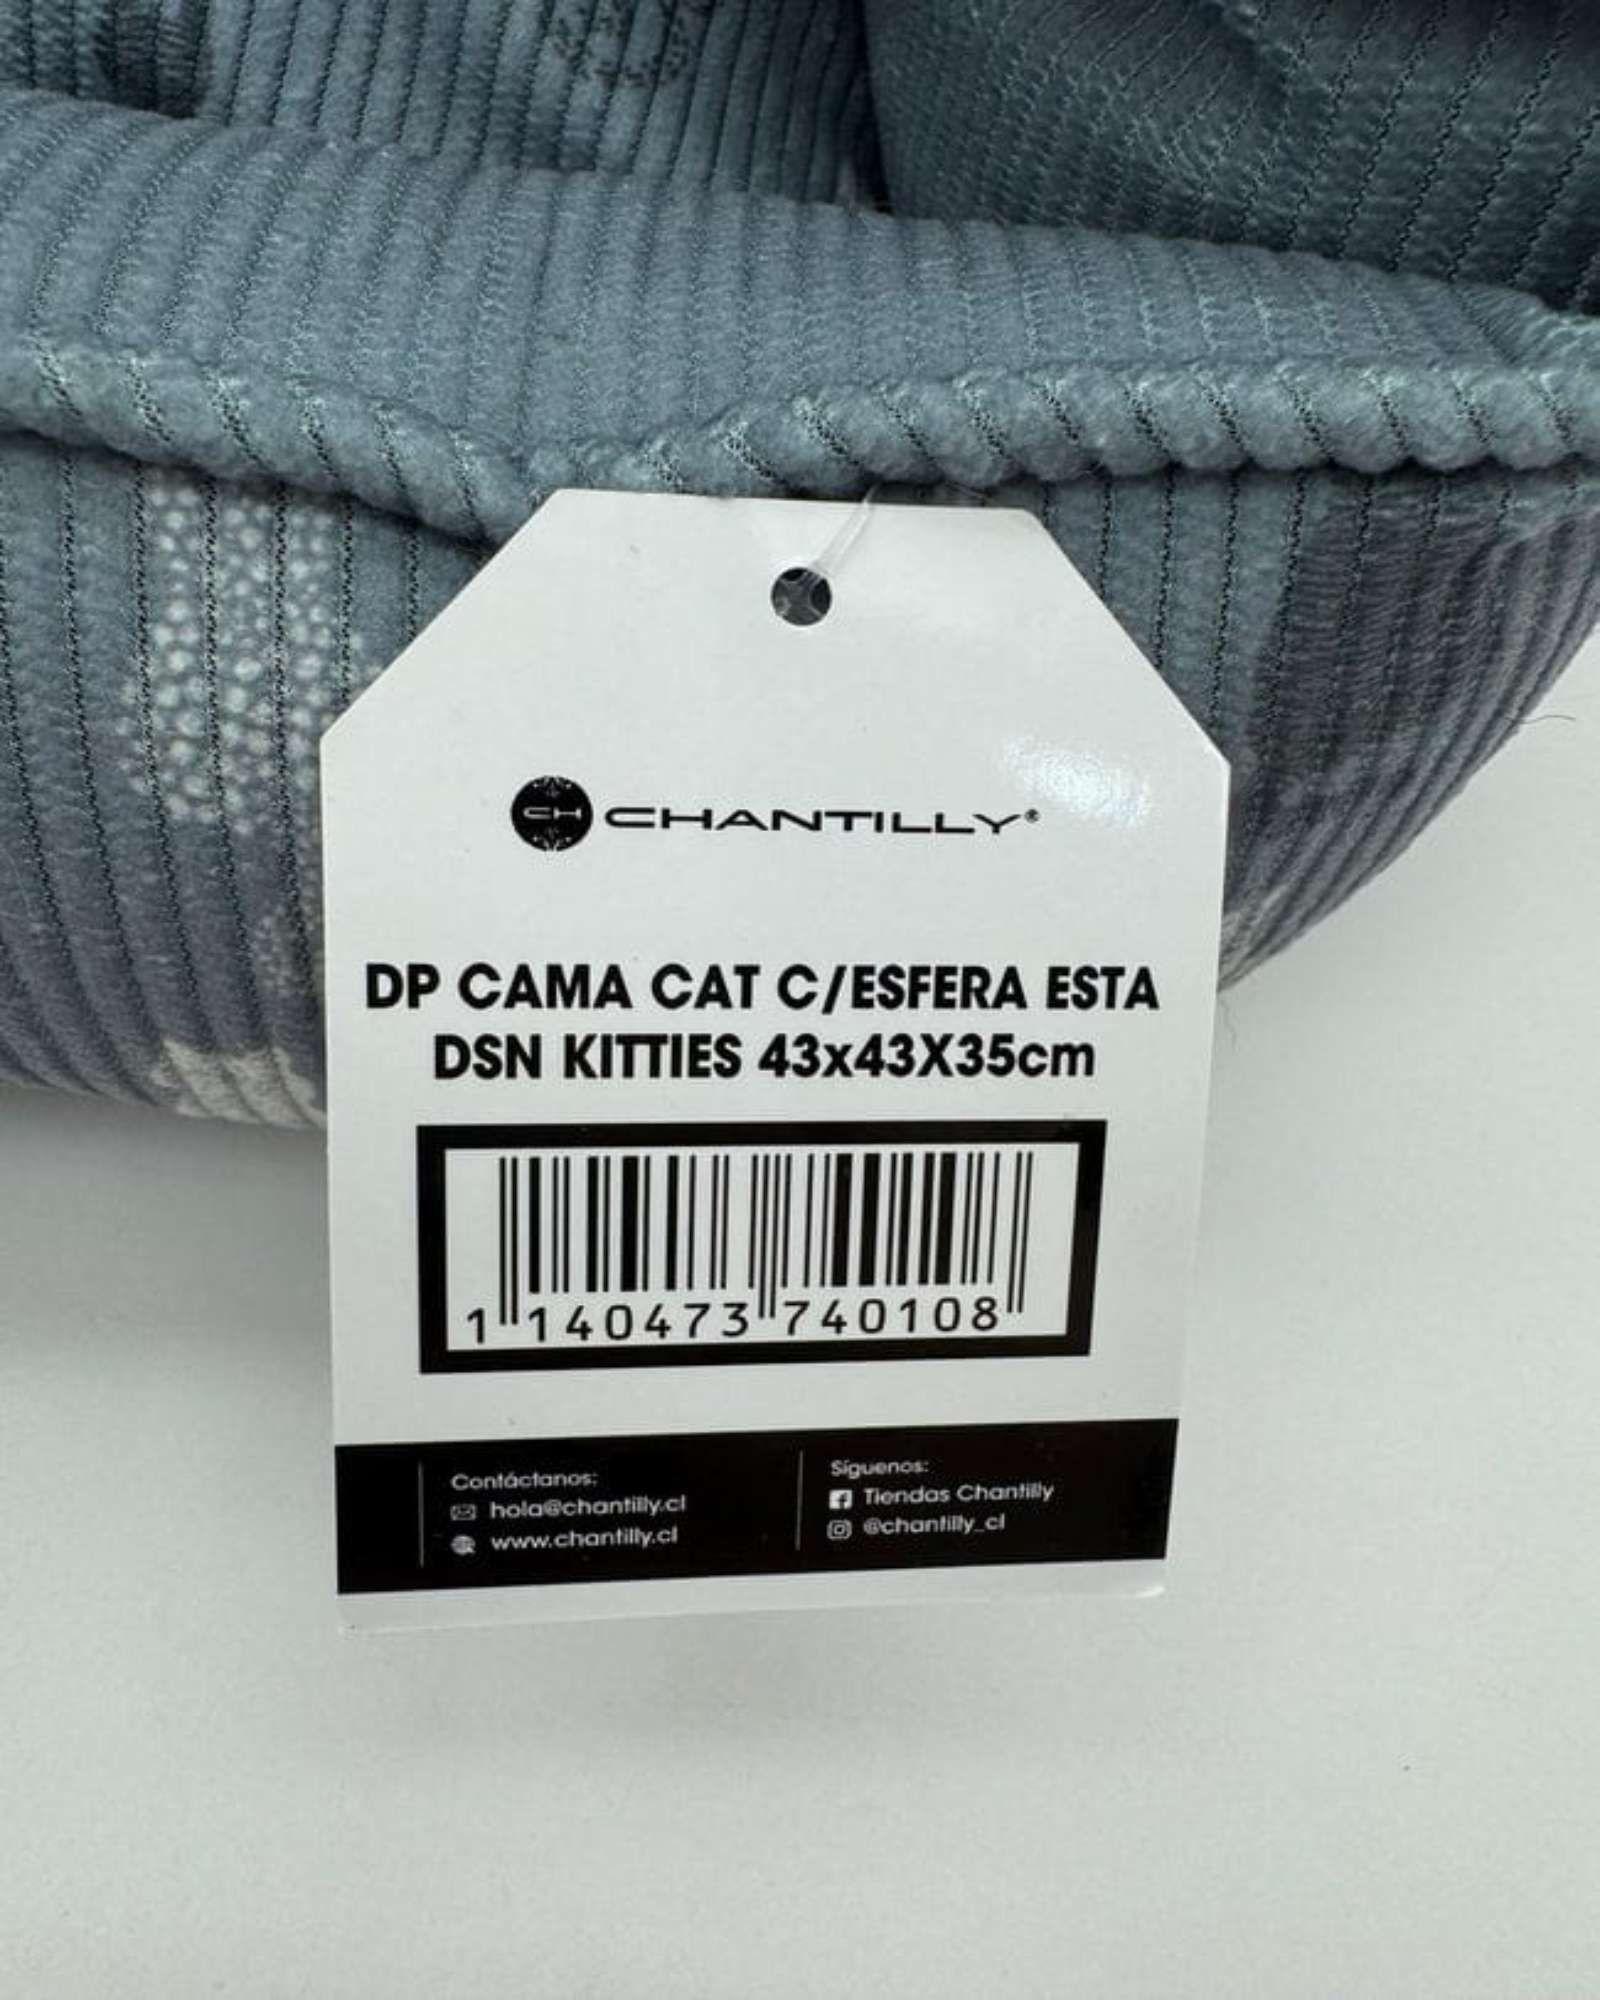 CH CHANTILLY®
DP CAMA CAT C/ESFERA ESTA
DSN KITTIES 43x43X35cm
1 140473 740108
Contáctanos:
hola@chantilly.cl
www.chantilly.cl
Síguenos:
Tiendas Chantilly
@chantilly_cl